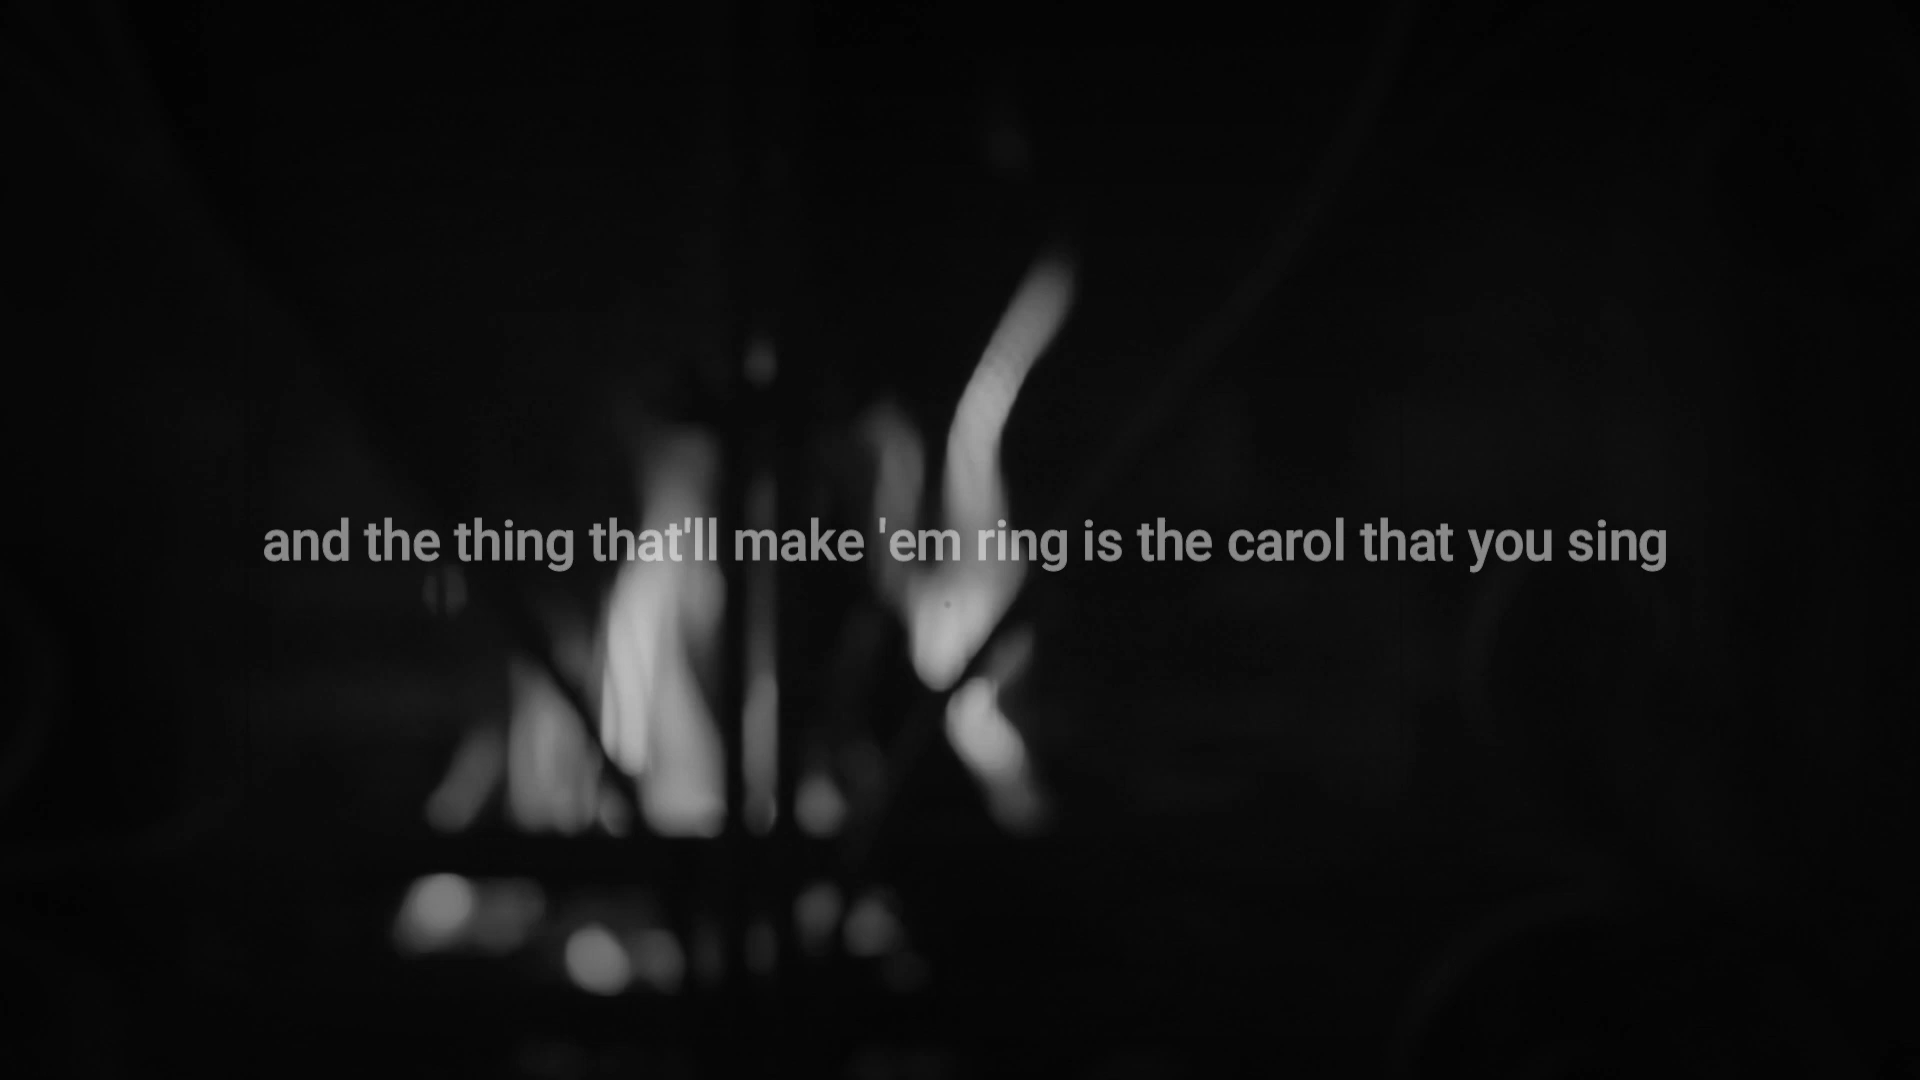 and the thing that'll make 'em ring is the carol that you sing